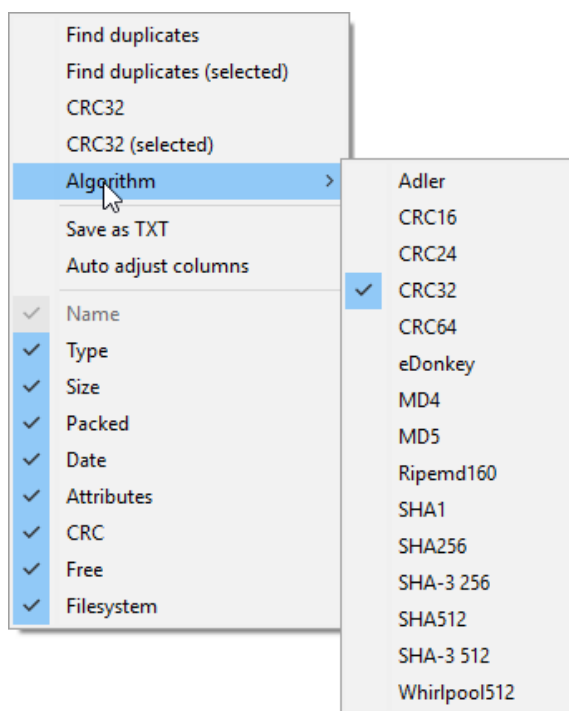 Find duplicates
Find duplicates (selected)
CRC32
CRC32 (selected)
Algorithm
Save as TXT
Auto adjust columns
Name
Type
Size
Packed
Date
Attributes
CRC
Free
Filesystem
Adler
CRC16
CRC24
CRC32
CRC64
eDonkey
MD4
MD5
Ripemd160
SHA1
SHA256
SHA-3 256
SHA512
SHA-3 512
Whirlpool512